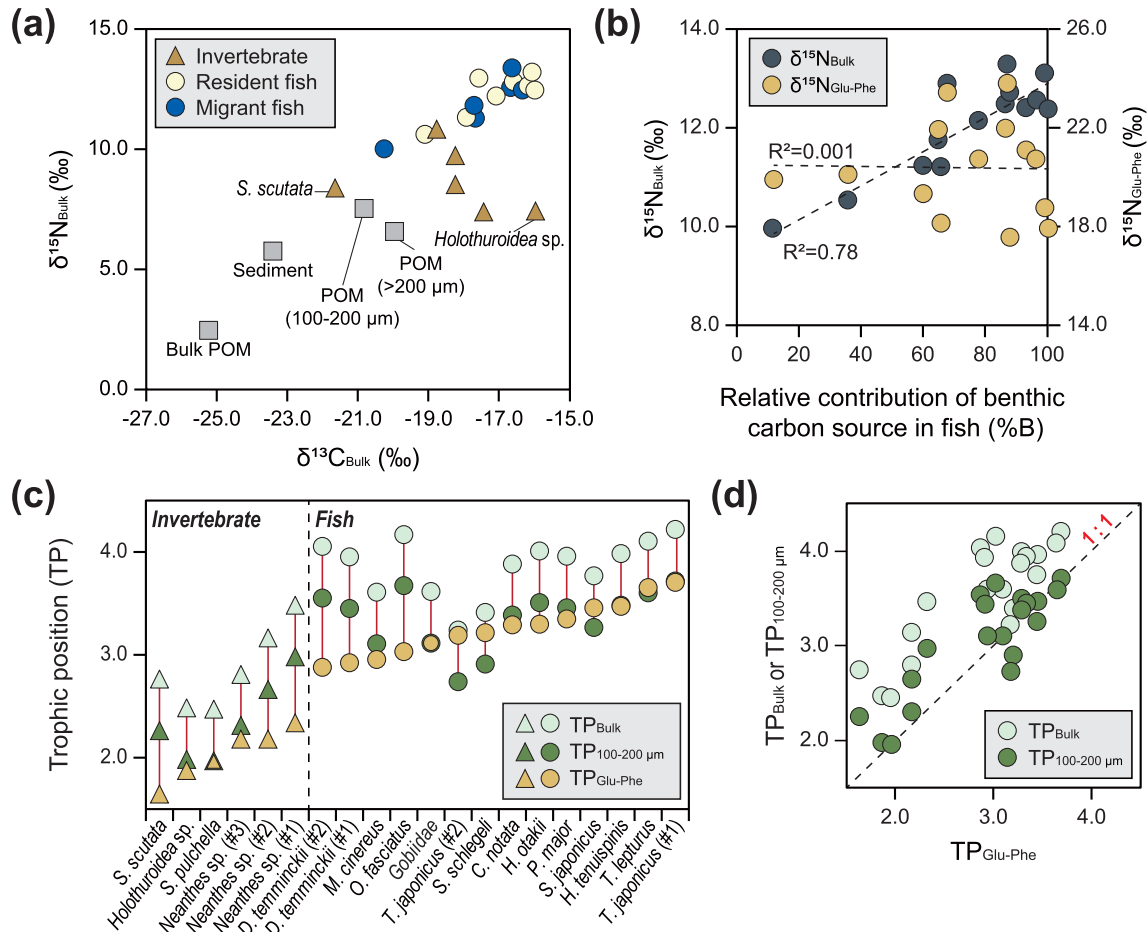 (a)
15.0
10.0
5.0
0.0
δ¹⁵NBulk (‰)
Invertebrate
Resident fish
Migrant fish
S. scutata
Holothuroidea sp.
POM
(>200 µm)
Sediment
POM
(100-200 µm)
Bulk POM
-27.0 -25.0 -23.0 -21.0 -19.0 -17.0 -15.0
δ¹³CBulk (‰)
(b)
14.0
12.0
10.0
8.0
δ¹⁵NBulk (‰)
δ¹⁵NBulk
δ¹⁵NGlu-Phe
R²=0.001
R²=0.78
26.0
22.0
18.0
14.0
δ¹⁵NGlu-Phe (‰)
0 20 40 60 80 100
Relative contribution of benthic
carbon source in fish (%B)
(c)
Trophic position (TP)
4.0
3.0
2.0
Invertebrate
Fish
TPBulk
TP100-200 µm
TPGlu-Phe
S. scutata
Holothuroidea sp.
S. pulchella
Neanthes sp. (#3)
Neanthes sp. (#2)
Neanthes sp. (#1)
D. temminckii (#2)
D. temminckii (#1)
M. cinereus
O. fasciatus
Gobiidae
T. japonicus (#2)
S. schlegeli
C. notata
H. otakii
P. major
S. japonicus
H. tenuispinis
T. lepturus
T. japonicus (#1)
(d)
TPBulk or TP100-200 µm
4.0
3.0
2.0
1:1
TPBulk
TP100-200 µm
2.0 3.0 4.0
TPGlu-Phe